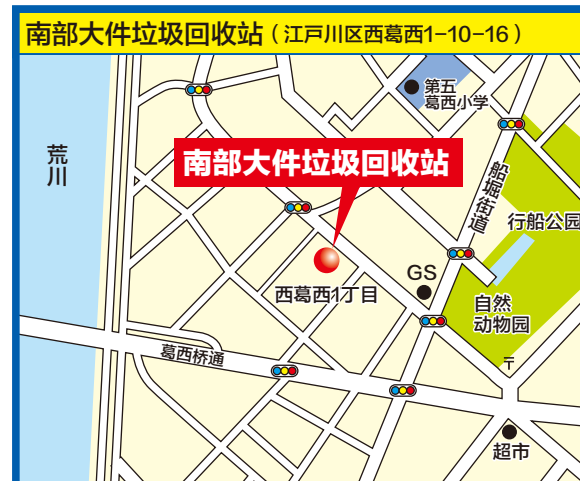 南部大件垃圾回收站（江戸川区西葛西1-10-16）
第五
葛西小学
荒川
南部大件垃圾回收站
船堀街道
行船公园
GS
西葛西1丁目
自然
动物园
葛西桥通
〒
超市